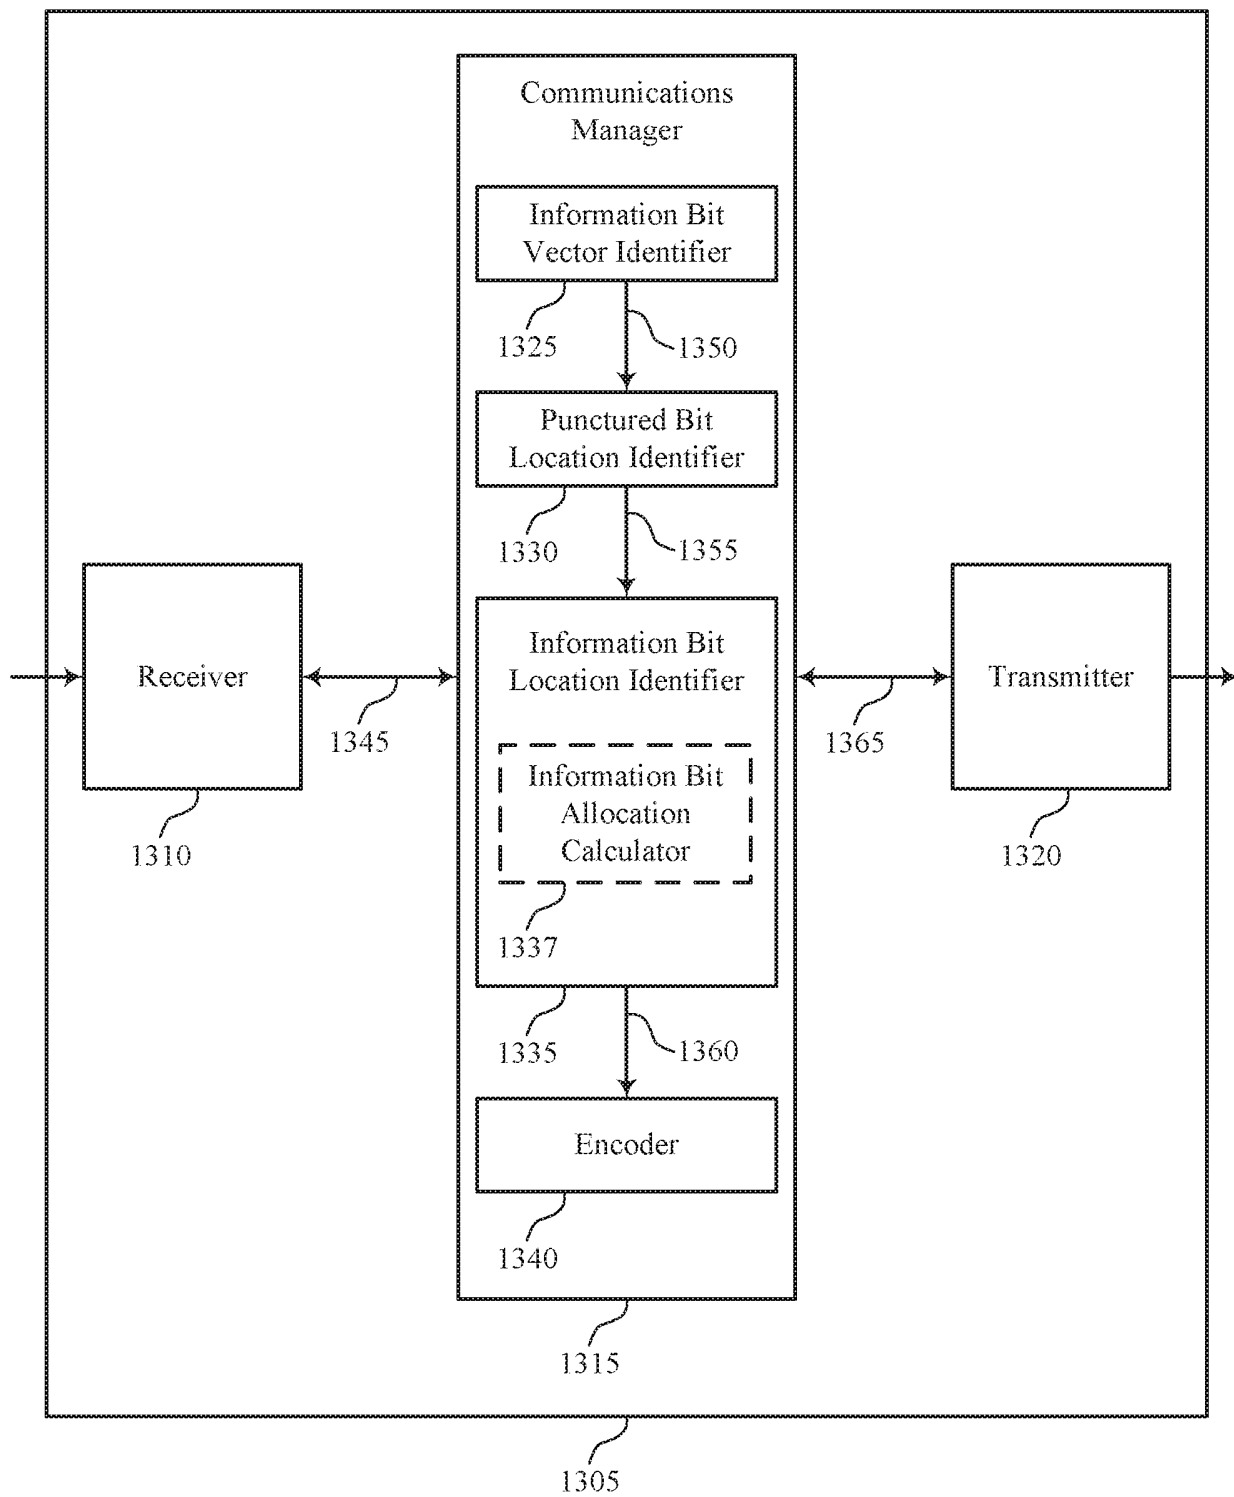 Communications
Manager
Information Bit
Vector Identifier
1325
1350
Punctured Bit
Location Identifier
1330
1355
Receiver
1310
1345
Information Bit
Location Identifier
Information Bit
Allocation
Calculator
1337
1335
1360
Encoder
1340
1365
Transmitter
1320
1315
1305